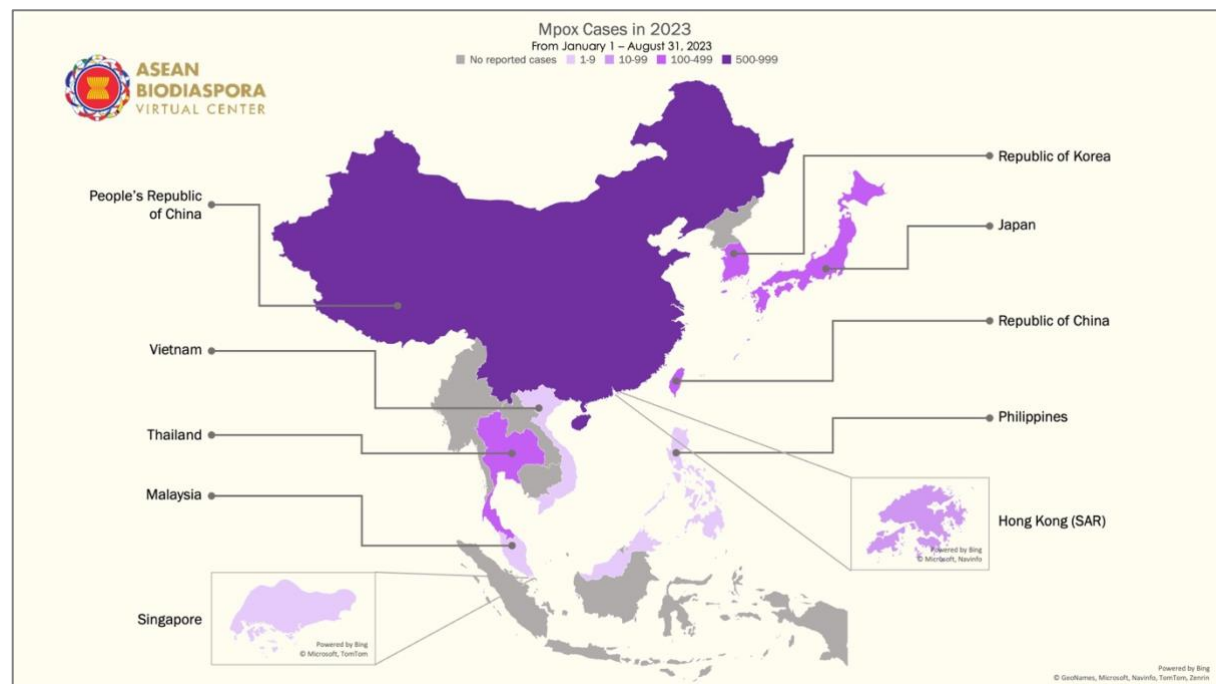 Mpox Cases in 2023
From January 1 – August 31, 2023
No reported cases 1-9 10-99 100-499 500-999
ASEAN
BIODIASPORA
VIRTUAL CENTER
Republic of Korea
People's Republic
of China
Japan
Republic of China
Vietnam
Philippines
Thailand
Malaysia
Hong Kong (SAR)
Powered by Bing
© Microsoft, Navinfo
Singapore
Powered by Bing
© Microsoft, TomTom
Powered by Bing
© GeoNames, Microsoft, Navinfo, TomTom, Zenrin